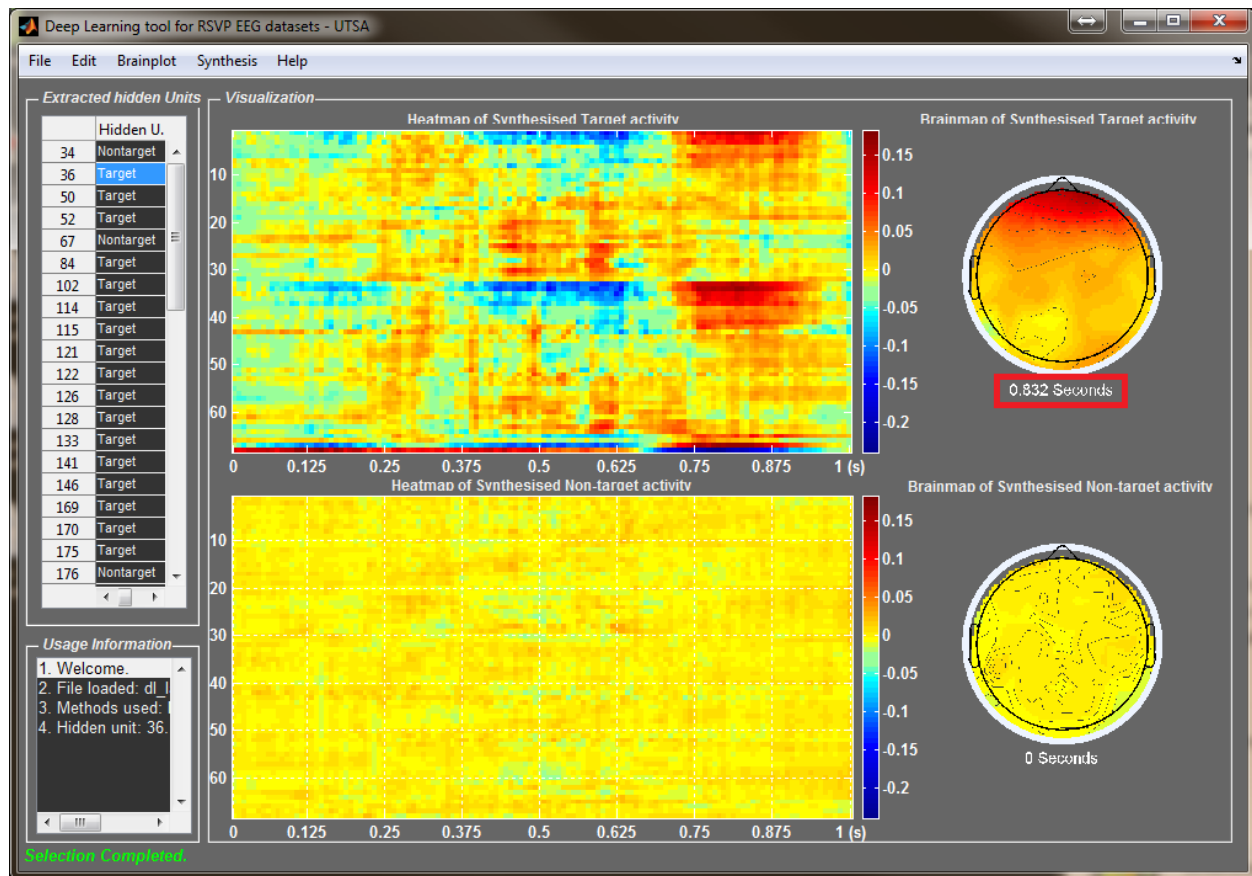 Deep Learning tool for RSVP EEG datasets - UTSA
File Edit Brainplot Synthesis Help
Extracted hidden Units
Hidden U.
34 Nontarget
36 Target
50 Target
52 Target
67 Nontarget
84 Target
102 Target
114 Target
115 Target
121 Target
122 Target
126 Target
128 Target
133 Target
141 Target
146 Target
169 Target
170 Target
175 Target
176 Nontarget
Usage Information
1. Welcome.
2. File loaded: dl_l
3. Methods used:
4. Hidden unit: 36.
Selection Completed.
Visualization
Heatmap of Synthesised Target activity
10
20
30
40
50
60
0 0.125 0.25 0.375 0.5 0.625 0.75 0.875 1 (s)
0.15
0.1
0.05
0
-0.05
-0.1
-0.15
-0.2
Brainmap of Synthesised Target activity
0.832 Seconds
Heatmap of Synthesised Non-target activity
10
20
30
40
50
60
0 0.125 0.25 0.375 0.5 0.625 0.75 0.875 1 (s)
0.15
0.1
0.05
0
-0.05
-0.1
-0.15
-0.2
Brainmap of Synthesised Non-target activity
0 Seconds